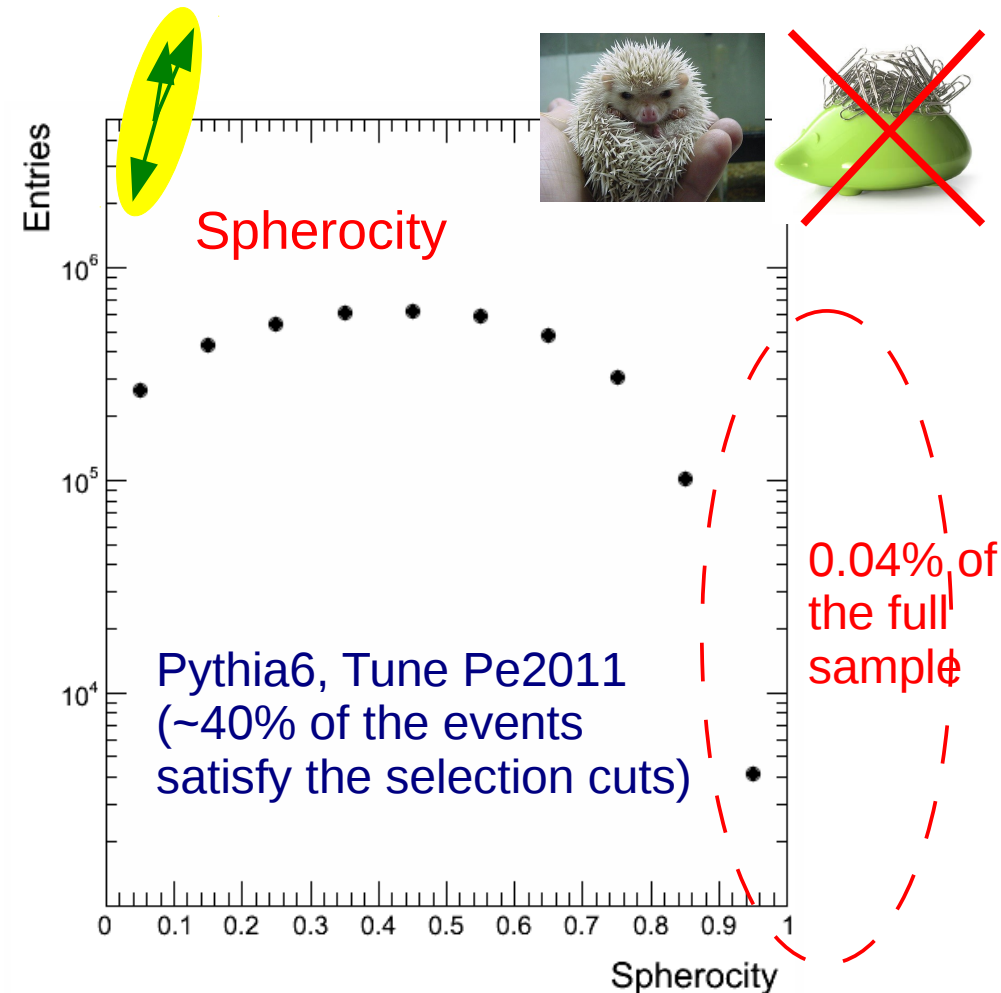 Entries
Spherocity
10⁶
10⁵
10⁴
0.04% of
the full
sample
Pythia6, Tune Pe2011
(~40% of the events
satisfy the selection cuts)
0 0.1 0.2 0.3 0.4 0.5 0.6 0.7 0.8 0.9 1
Spherocity